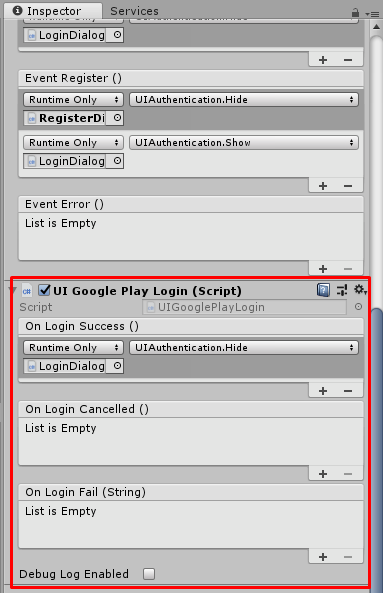 Inspector Services
Runtime Only UIAuthentication.Hide
LoginDialog
+ −
Event Register ()
Runtime Only UIAuthentication.Hide
RegisterDi
Runtime Only UIAuthentication.Show
LoginDialog
+ −
Event Error ()
List is Empty
+ −
UI Google Play Login (Script)
Script UIGooglePlayLogin
On Login Success ()
Runtime Only UIAuthentication.Hide
LoginDialog
+ −
On Login Cancelled ()
List is Empty
+ −
On Login Fail (String)
List is Empty
+ −
Debug Log Enabled